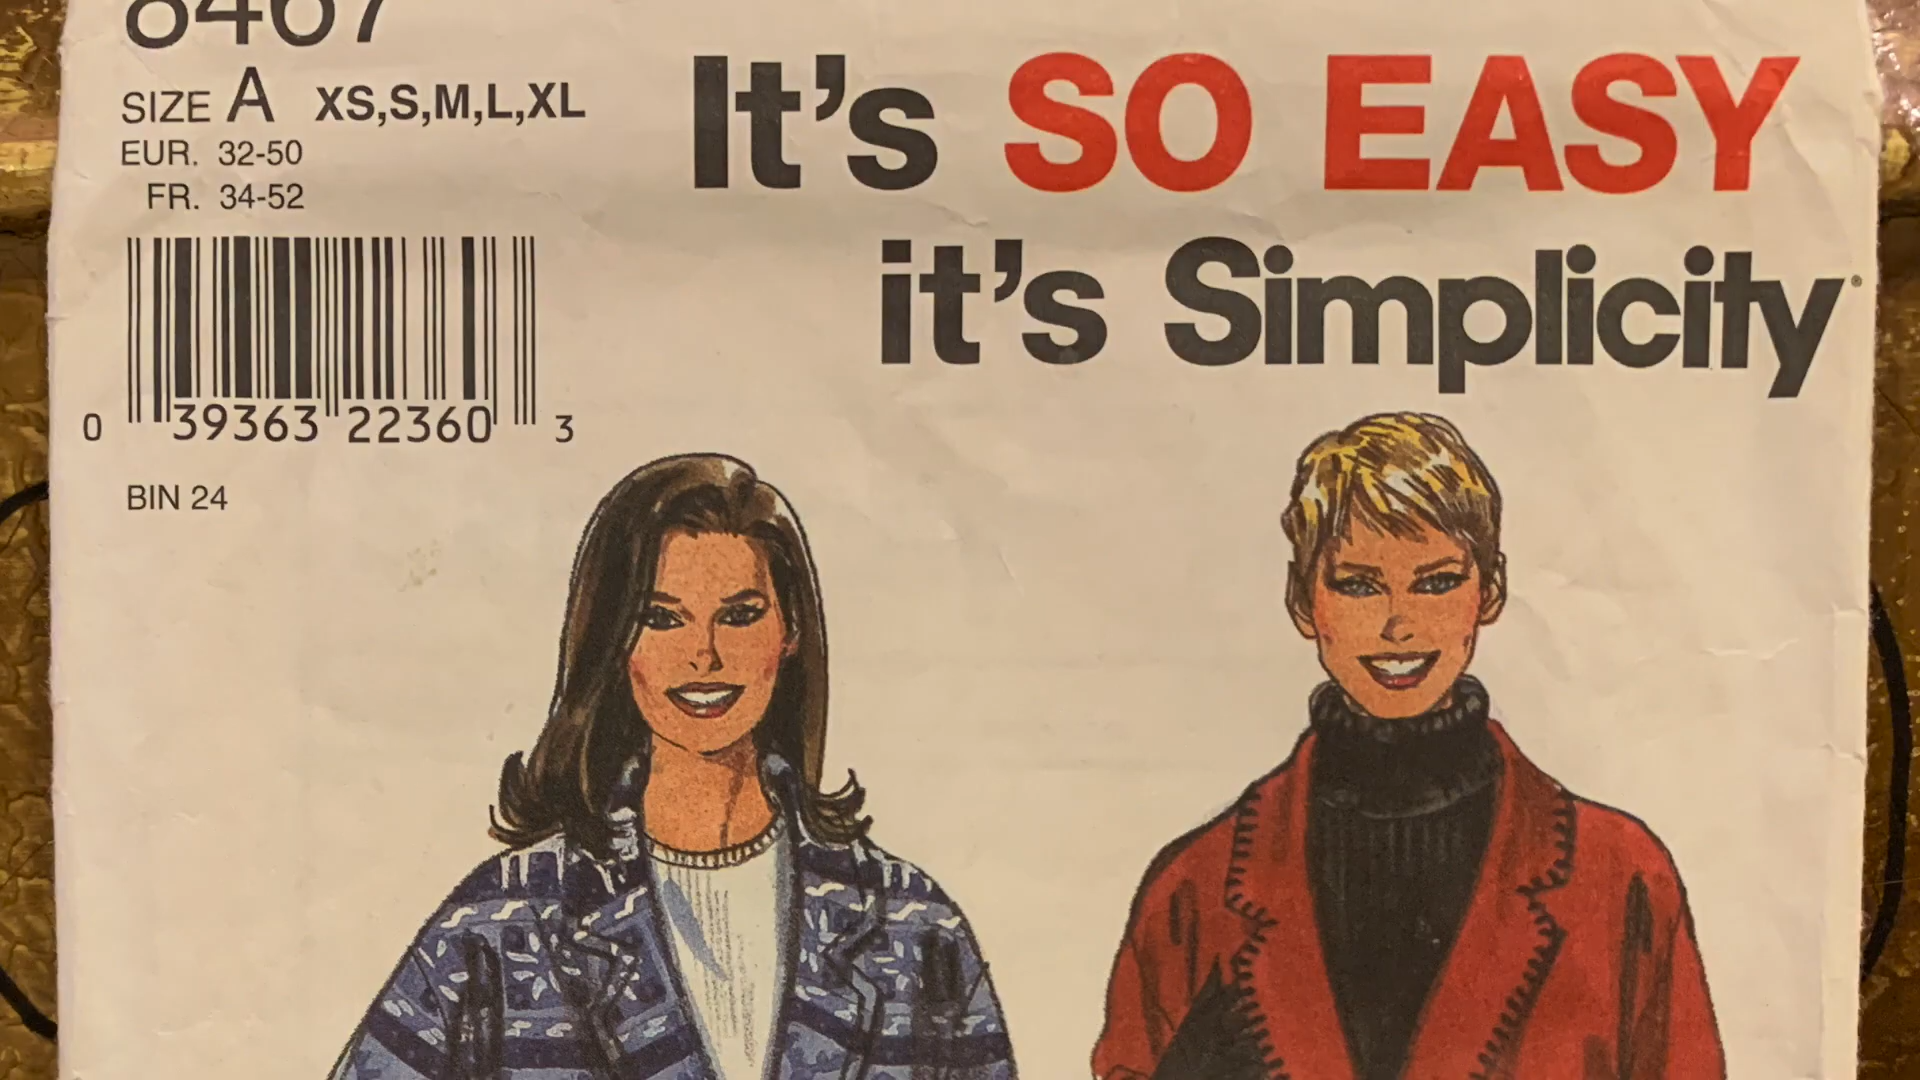 8467
SIZE A XS,S,M,L,XL
EUR. 32-50
FR. 34-52
0 39363 22360 3
BIN 24
It's SO EASY
it's Simplicity